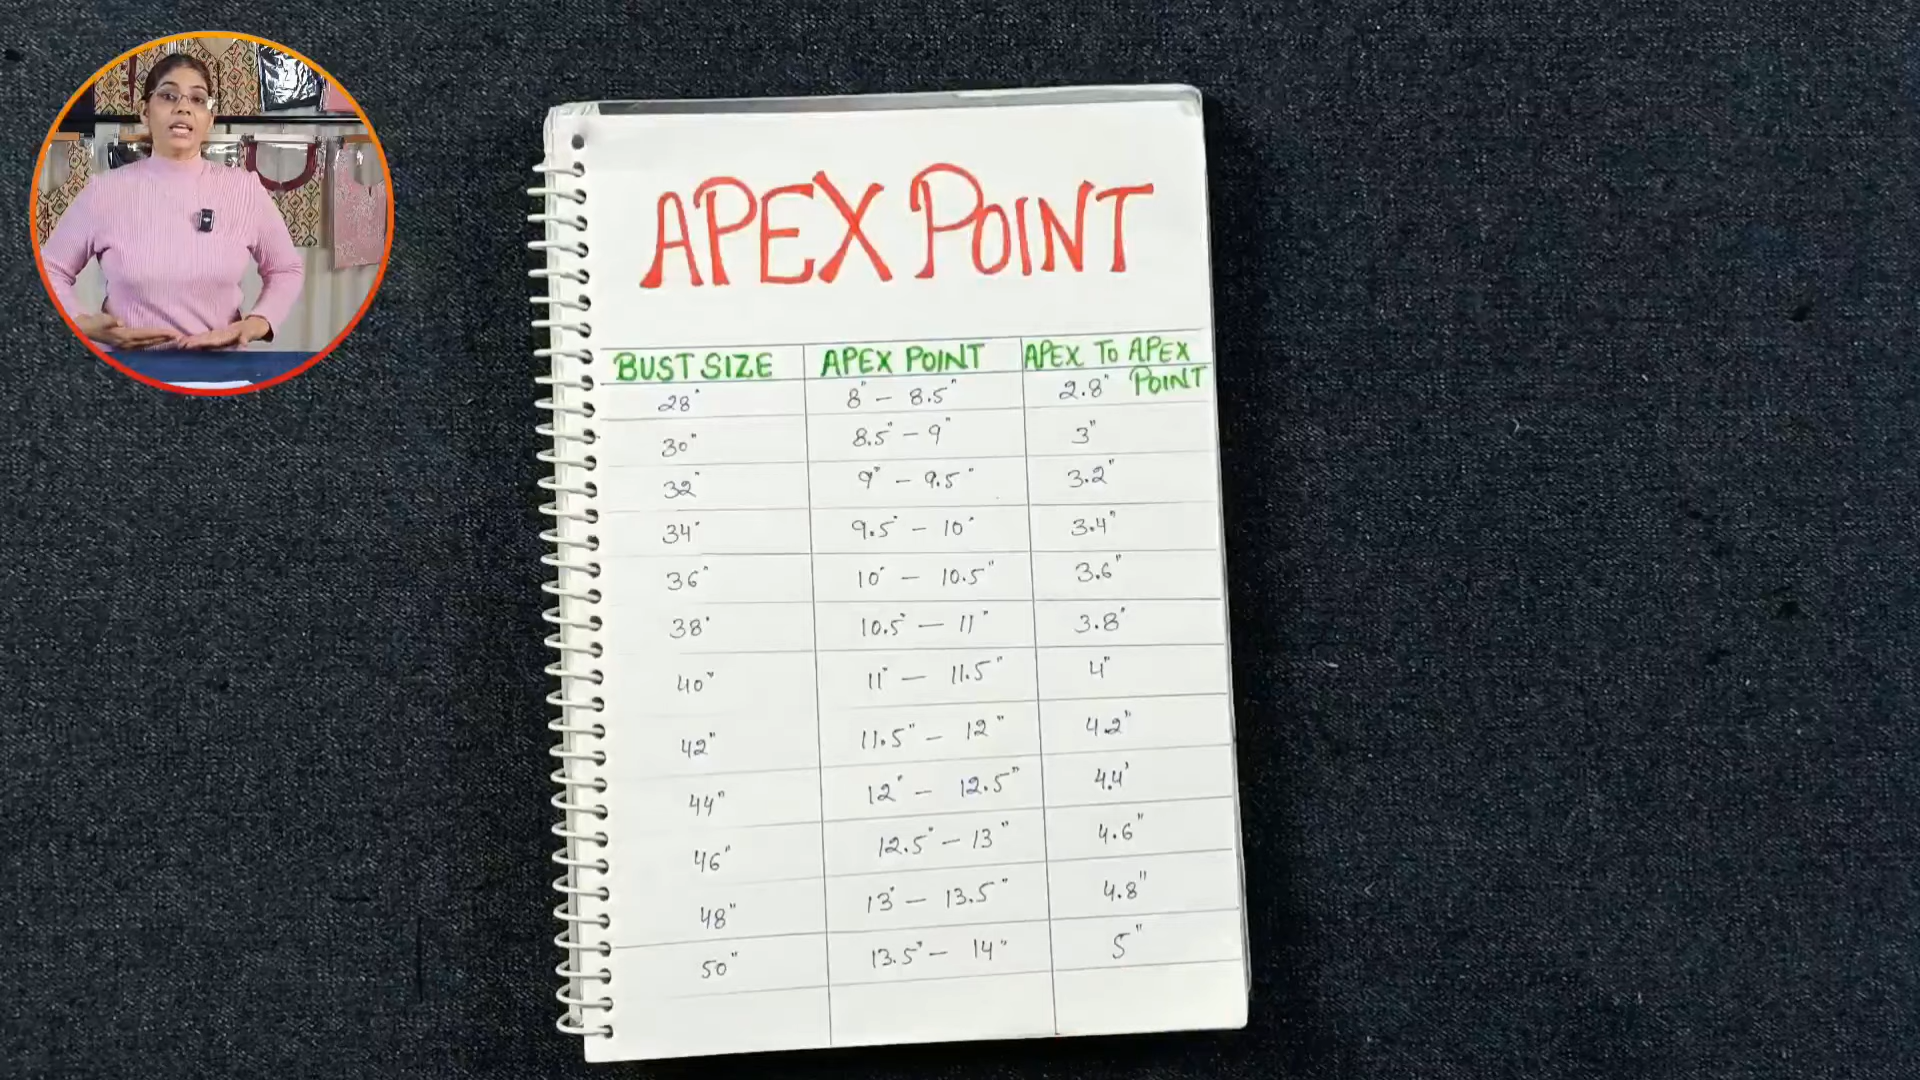 APEX POINT
BUST SIZE APEX POINT APEX TO APEX POINT
28" 8" - 8.5" 2.8"
30" 8.5" - 9" 3"
32" 9" - 9.5" 3.2"
34" 9.5" - 10" 3.4"
36" 10" - 10.5" 3.6"
38" 10.5" - 11" 3.8"
40" 11" - 11.5" 4"
42" 11.5" - 12" 4.2"
44" 12" - 12.5" 4.4'
46" 12.5" - 13" 4.6"
48" 13" - 13.5" 4.8"
50" 13.5" - 14" 5"